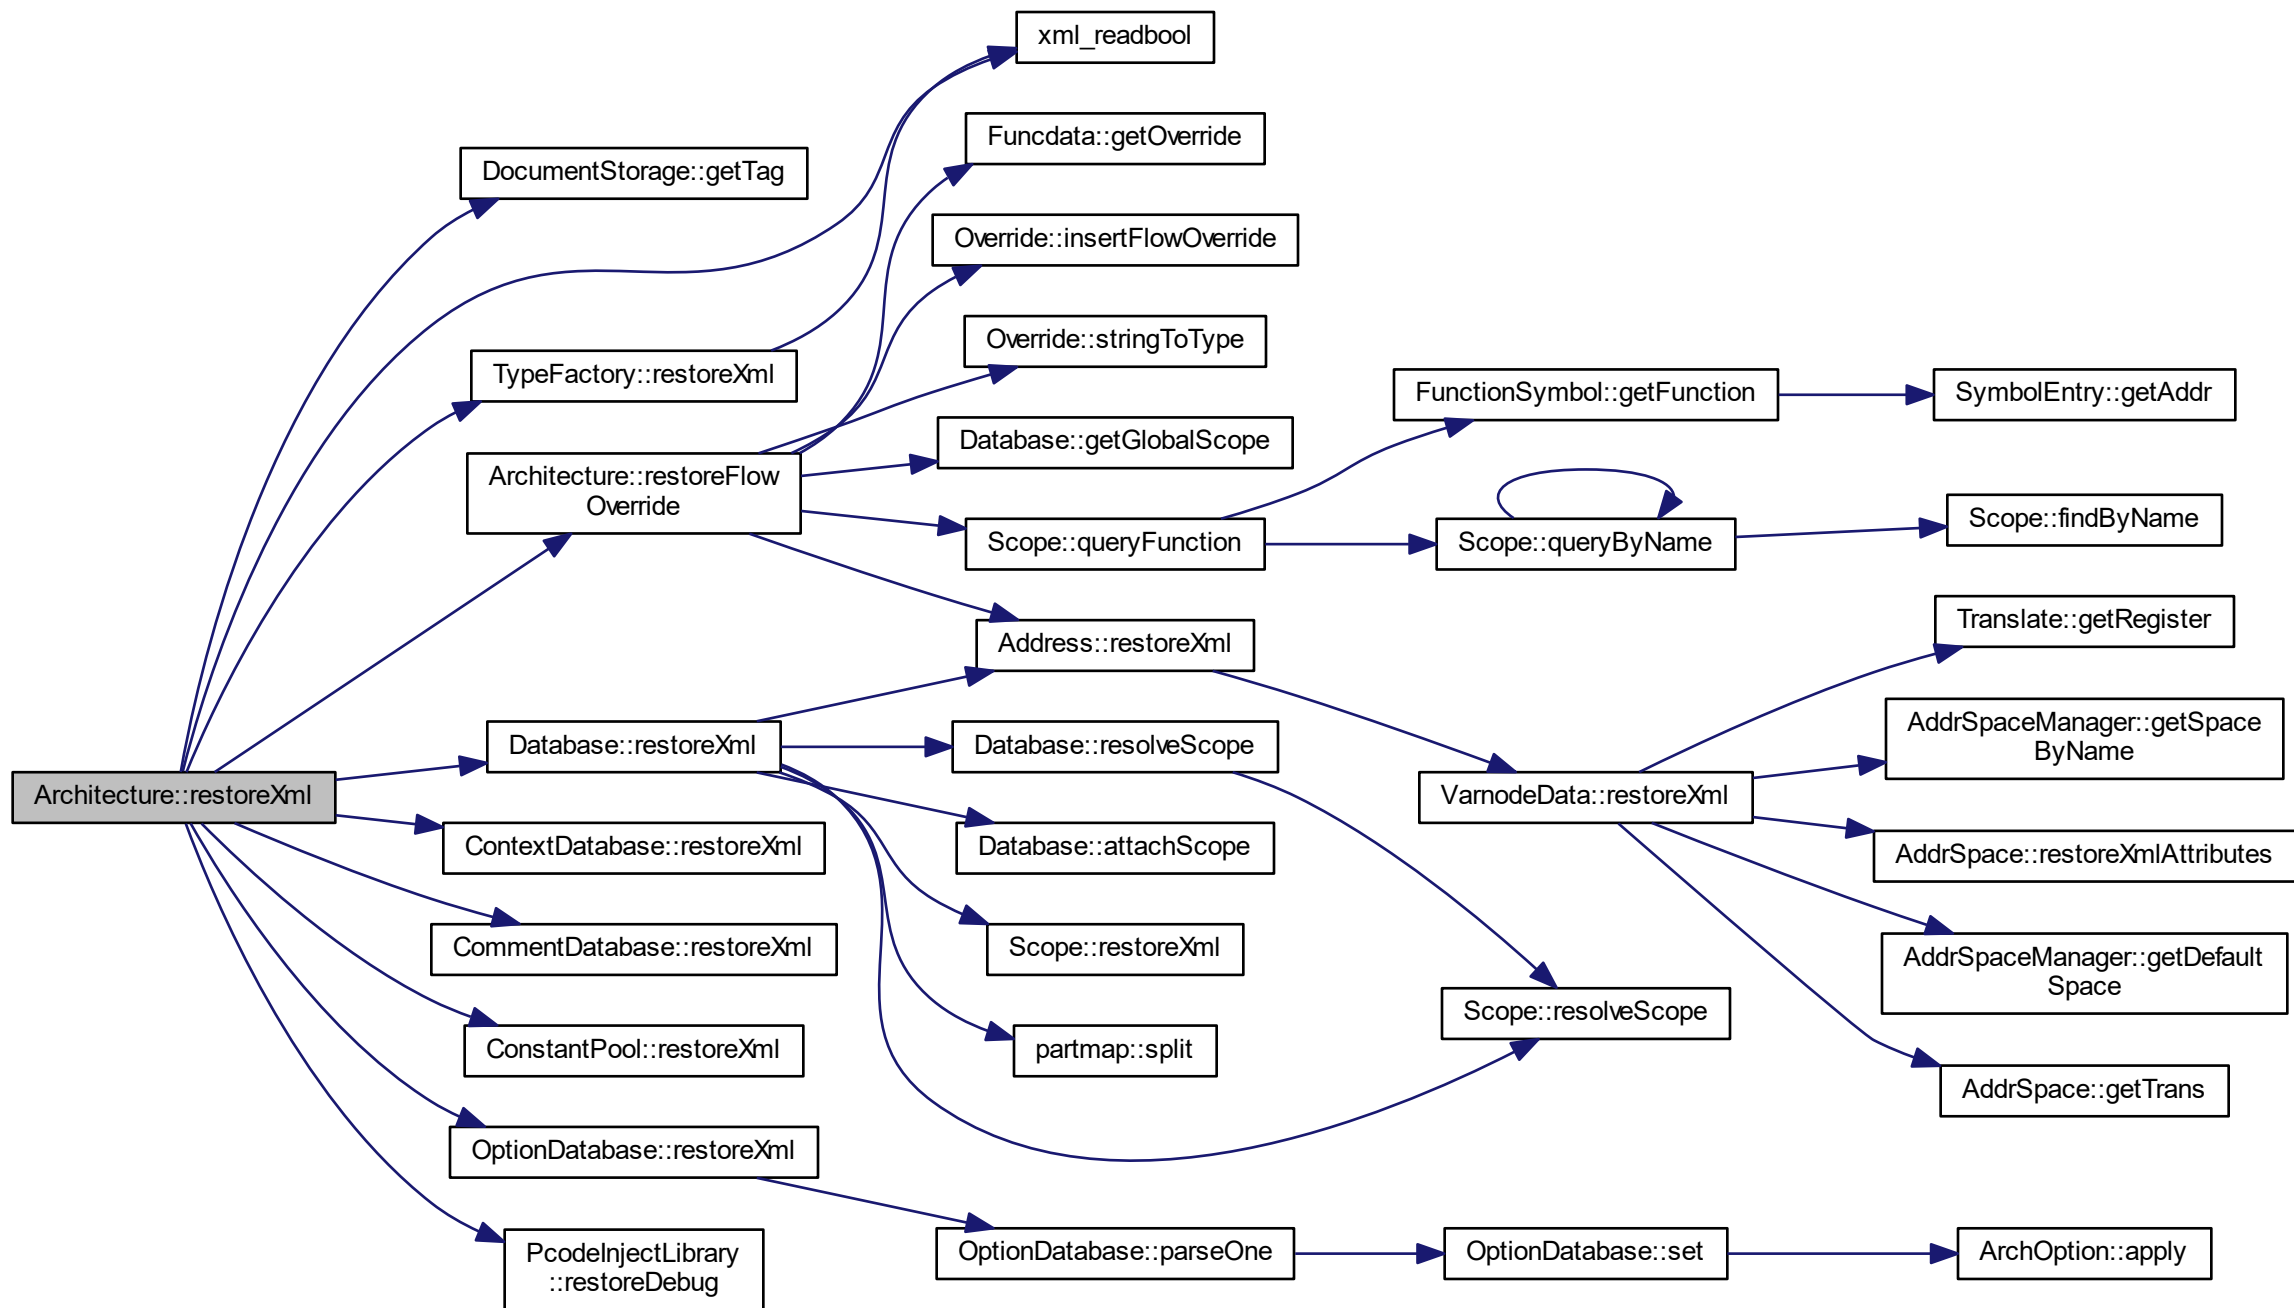 xml_readbool
Funcdata::getOverride
DocumentStorage::getTag
Override::insertFlowOverride
Override::stringToType
TypeFactory::restoreXml
FunctionSymbol::getFunction
SymbolEntry::getAddr
Database::getGlobalScope
Architecture::restoreFlow
Override
Scope::queryFunction
Scope::queryByName
Scope::findByName
Translate::getRegister
Address::restoreXml
AddrSpaceManager::getSpace
ByName
Database::restoreXml
Database::resolveScope
Architecture::restoreXml
VarnodeData::restoreXml
ContextDatabase::restoreXml
Database::attachScope
AddrSpace::restoreXmlAttributes
CommentDatabase::restoreXml
Scope::restoreXml
AddrSpaceManager::getDefault
Space
Scope::resolveScope
ConstantPool::restoreXml
partmap::split
AddrSpace::getTrans
OptionDatabase::restoreXml
PcodeInjectLibrary
::restoreDebug
OptionDatabase::parseOne
OptionDatabase::set
ArchOption::apply